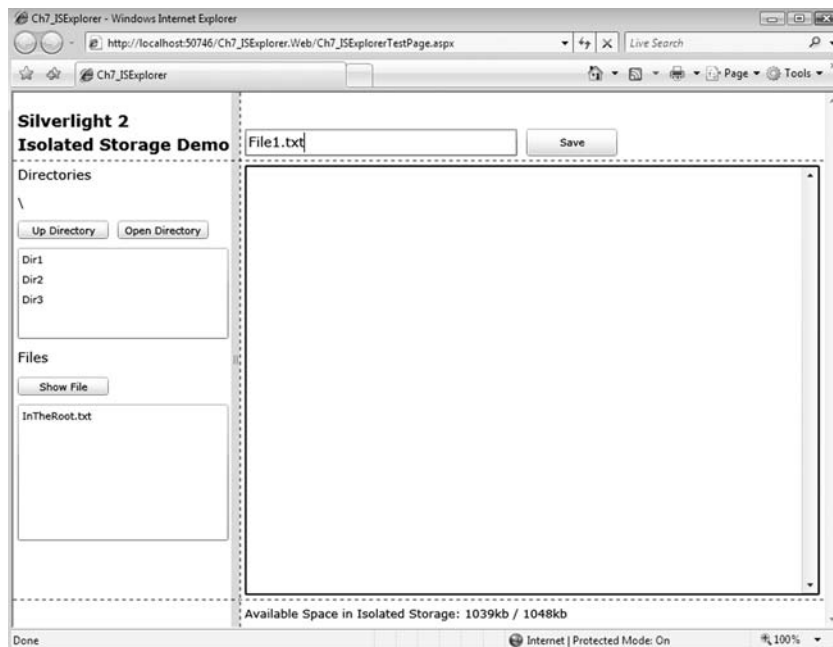 Ch7_ISExplorer - Windows Internet Explorer
http://localhost:50746/Ch7_ISExplorer.Web/Ch7_ISExplorerTestPage.aspx
Live Search
Ch7_ISExplorer
Page
Tools
Silverlight 2
Isolated Storage Demo
File1.txt
Save
Directories
\
Up Directory
Open Directory
Dir1
Dir2
Dir3
Files
Show File
InTheRoot.txt
Available Space in Isolated Storage: 1039kb / 1048kb
Done
Internet | Protected Mode: On
100%